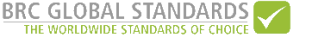 BRC GLOBAL STANDARDS
THE WORLDWIDE STANDARDS OF CHOICE